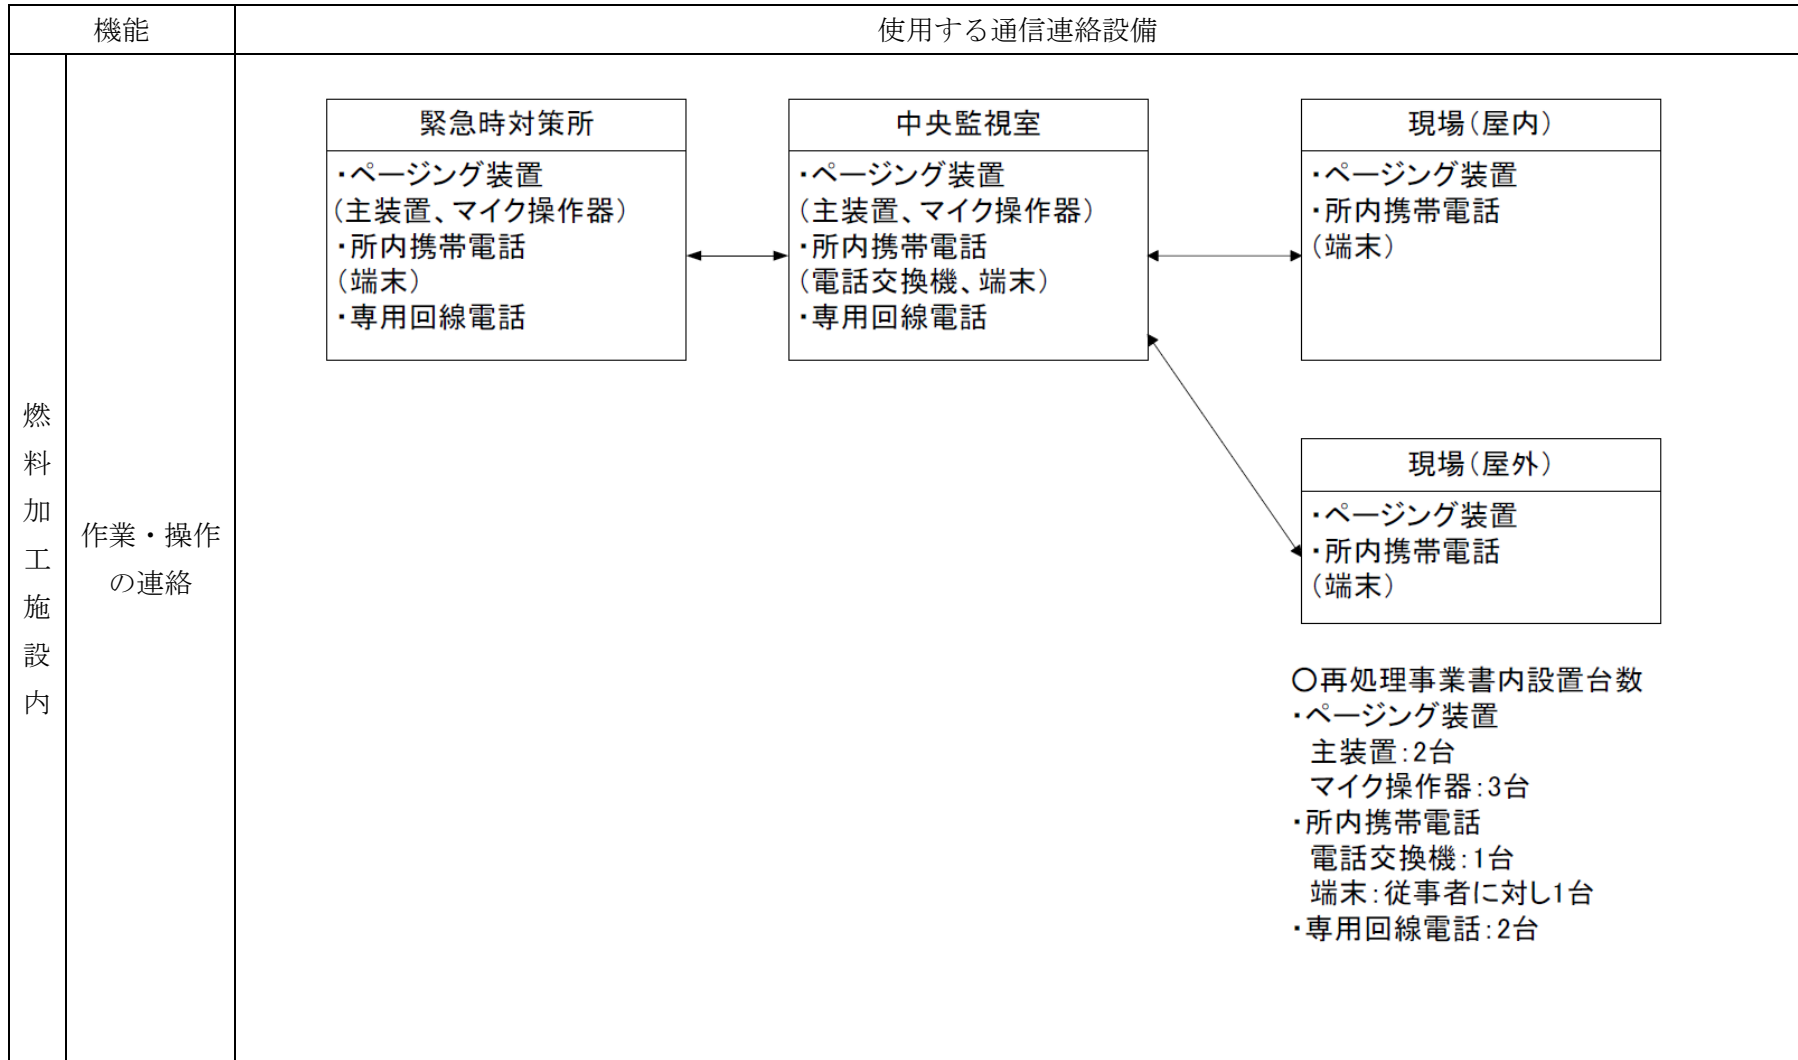 機能
使用する通信連絡設備
燃料加工施設内
作業・操作
の連絡
緊急時対策所
・ページング装置
(主装置、マイク操作器)
・所内携帯電話
(端末)
・専用回線電話
中央監視室
・ページング装置
(主装置、マイク操作器)
・所内携帯電話
(電話交換機、端末)
・専用回線電話
現場(屋内)
・ページング装置
・所内携帯電話
(端末)
現場(屋外)
・ページング装置
・所内携帯電話
(端末)
〇再処理事業書内設置台数
・ページング装置
主装置:2台
マイク操作器:3台
・所内携帯電話
電話交換機:1台
端末:従事者に対し1台
・専用回線電話:2台